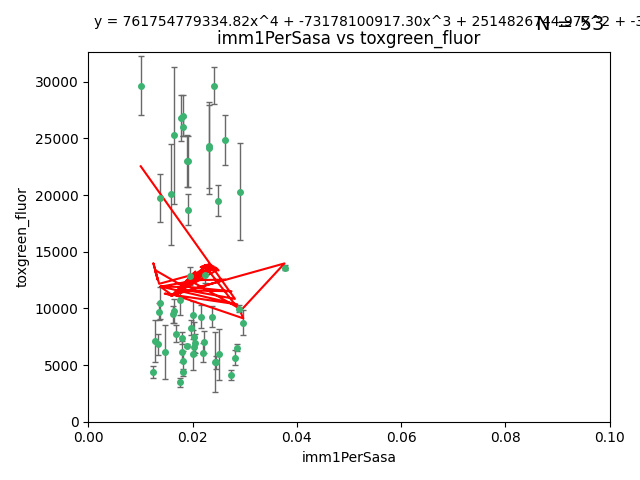 y = 761754779334.82x^4 + -73178100917.30x^3 + 
N = 53
imm1PerSasa vs toxgreen_fluor
30000
25000
20000
15000
10000
5000
0
toxgreen_fluor
0.00 0.02 0.04 0.06 0.08 0.10
imm1PerSasa